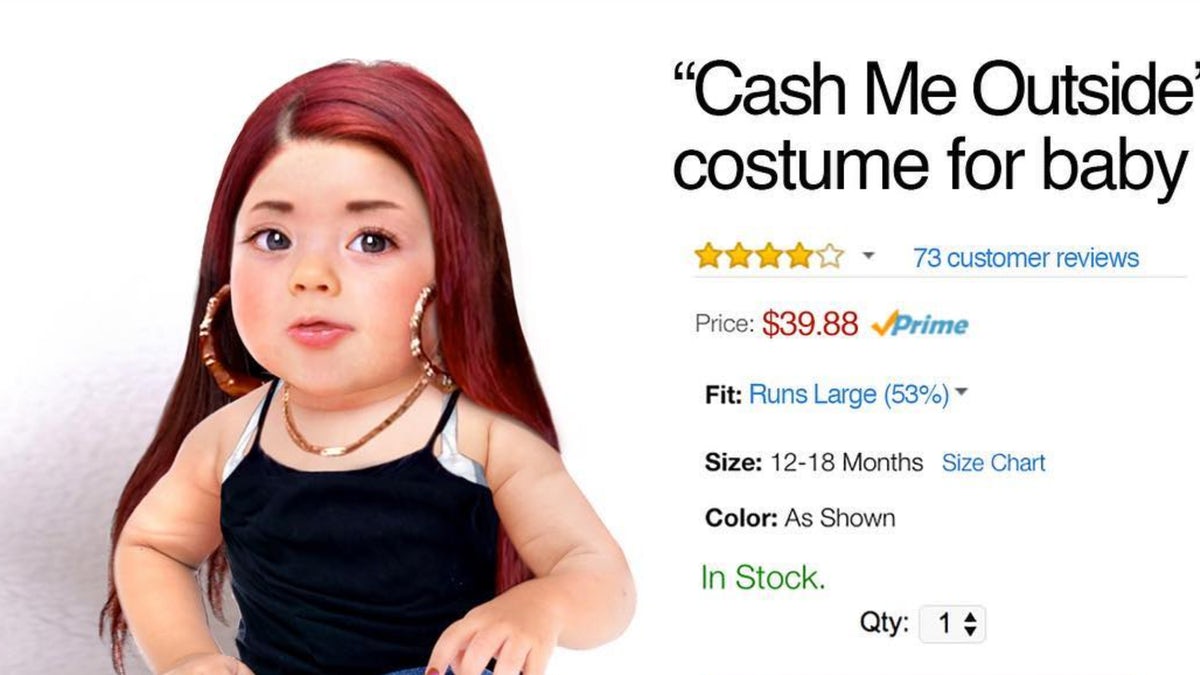 “Cash Me Outside”
costume for baby
73 customer reviews
Price: $39.88 Prime
Fit: Runs Large (53%)
Size: 12-18 Months Size Chart
Color: As Shown
In Stock.
Qty: 1